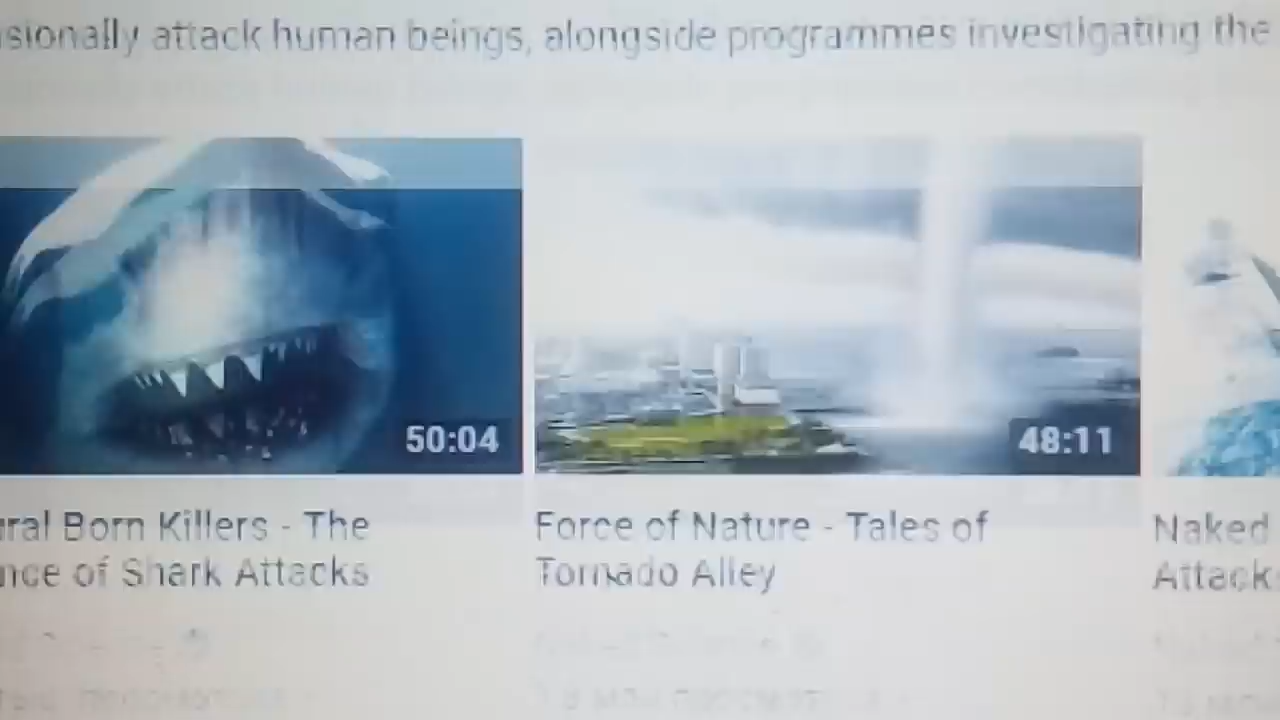 sionally attack human beings, alongside programmes investigating the
50:04
48:11
ral Born Killers - The
nce of Shark Attacks
Force of Nature - Tales of
Tornado Alley
Naked
Attack